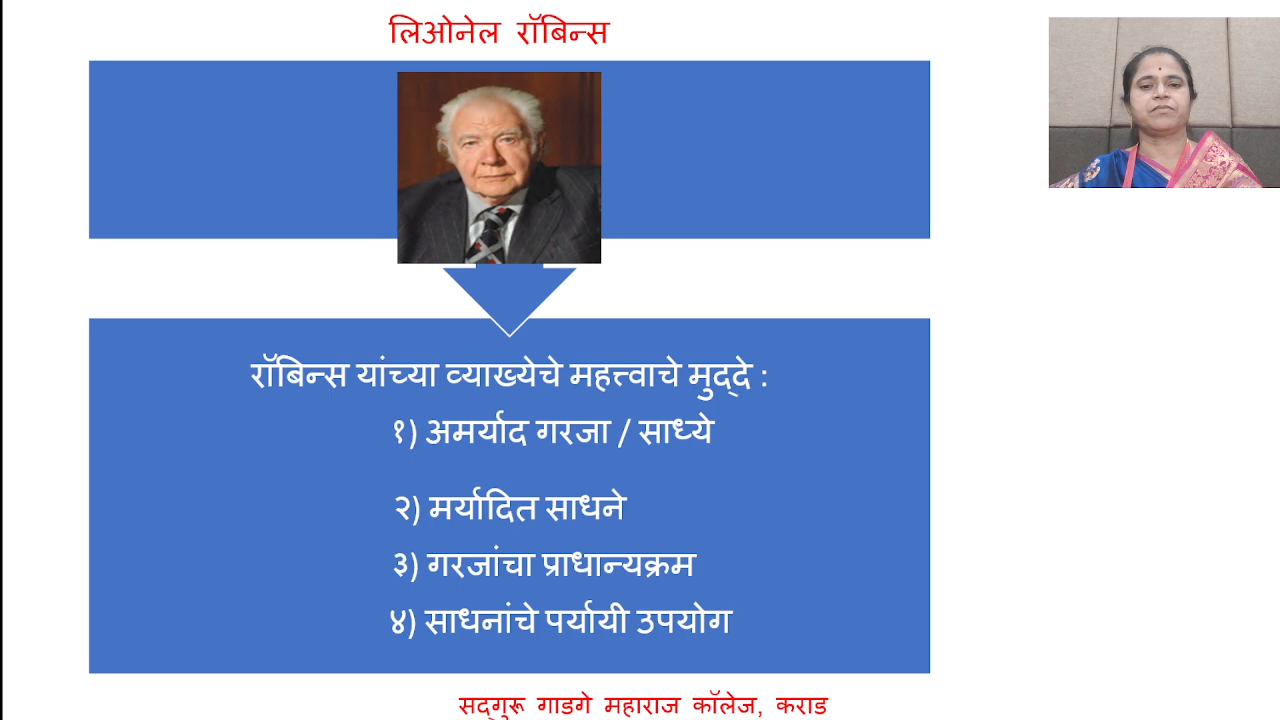 लिओनेल रॉबिन्स
रॉबिन्स यांच्या व्याख्येचे महत्त्वाचे मुद्‌दे :
१) अमर्याद गरजा / साध्ये
२) मर्यादित साधने
३) गरजांचा प्राधान्यक्रम
४) साधनांचे पर्यायी उपयोग
सद्‌गुरू गाडगे महाराज कॉलेज, कराड